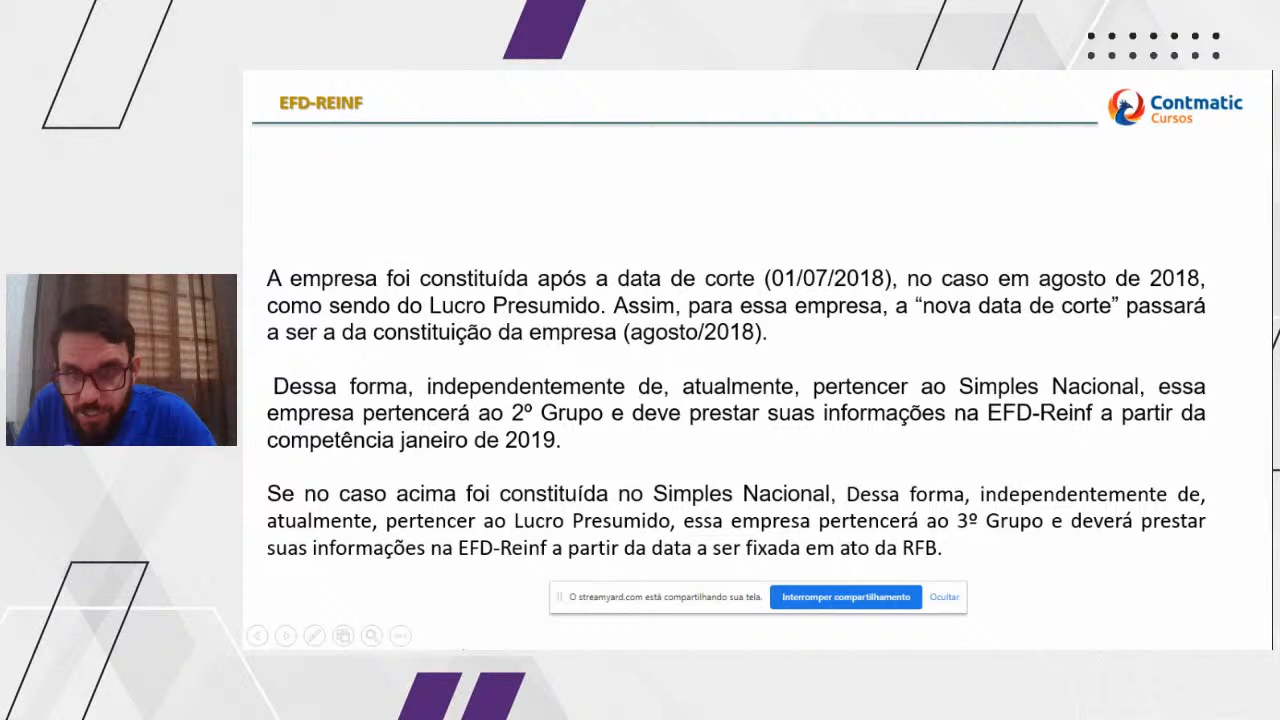 EFD-REINF
Contmatic
Cursos
A empresa foi constituída após a data de corte (01/07/2018), no caso em agosto de 2018,
como sendo do Lucro Presumido. Assim, para essa empresa, a “nova data de corte” passará
a ser a da constituição da empresa (agosto/2018).
Dessa forma, independentemente de, atualmente, pertencer ao Simples Nacional, essa
empresa pertencerá ao 2º Grupo e deve prestar suas informações na EFD-Reinf a partir da
competência janeiro de 2019.
Se no caso acima foi constituída no Simples Nacional, Dessa forma, independentemente de,
atualmente, pertencer ao Lucro Presumido, essa empresa pertencerá ao 3º Grupo e deverá prestar
suas informações na EFD-Reinf a partir da data a ser fixada em ato da RFB.
O streamyard.com está compartilhando sua tela.
Interromper compartilhamento
Ocultar